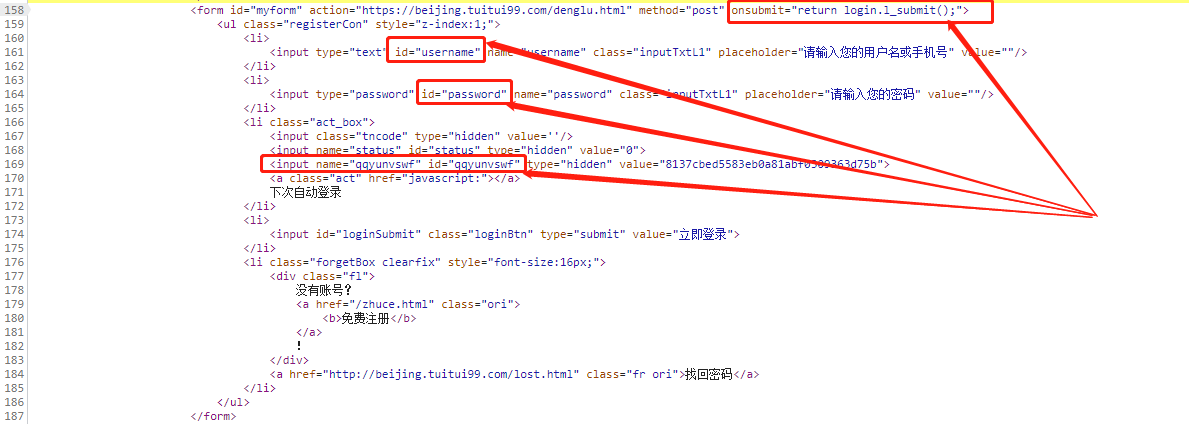 158 <form id="myform" action="https://beijing.tuitui99.com/denglu.html" method="post" onsubmit="return login.l_submit();">
159 <ul class="registerCon" style="z-index:1;">
160 <li>
161 <input type="text" id="username" name="username" class="inputTxtL1" placeholder="请输入您的用户名或手机号" value=""/>
162 </li>
163 <li>
164 <input type="password" id="password" name="password" class="inputTxtL1" placeholder="请输入您的密码" value=""/>
165 </li>
166 <li class="act_box">
167 <input class="tncode" type="hidden" value=''/>
168 <input name="status" id="status" type="hidden" value="0">
169 <input name="qqyunvswf" id="qqyunvswf" type="hidden" value="8137cbed5583eb0a81abf0309363d75b">
170 <a class="act" href="javascript:"></a>
171 下次自动登录
172 </li>
173 <li>
174 <input id="loginSubmit" class="loginBtn" type="submit" value="立即登录">
175 </li>
176 <li class="forgetBox clearfix" style="font-size:16px;">
177 <div class="fl">
178 没有账号?
179 <a href="/zhuce.html" class="ori">
180 <b>免费注册</b>
181 </a>
182 !
183 </div>
184 <a href="http://beijing.tuitui99.com/lost.html" class="fr ori">找回密码</a>
185 </li>
186 </ul>
187 </form>